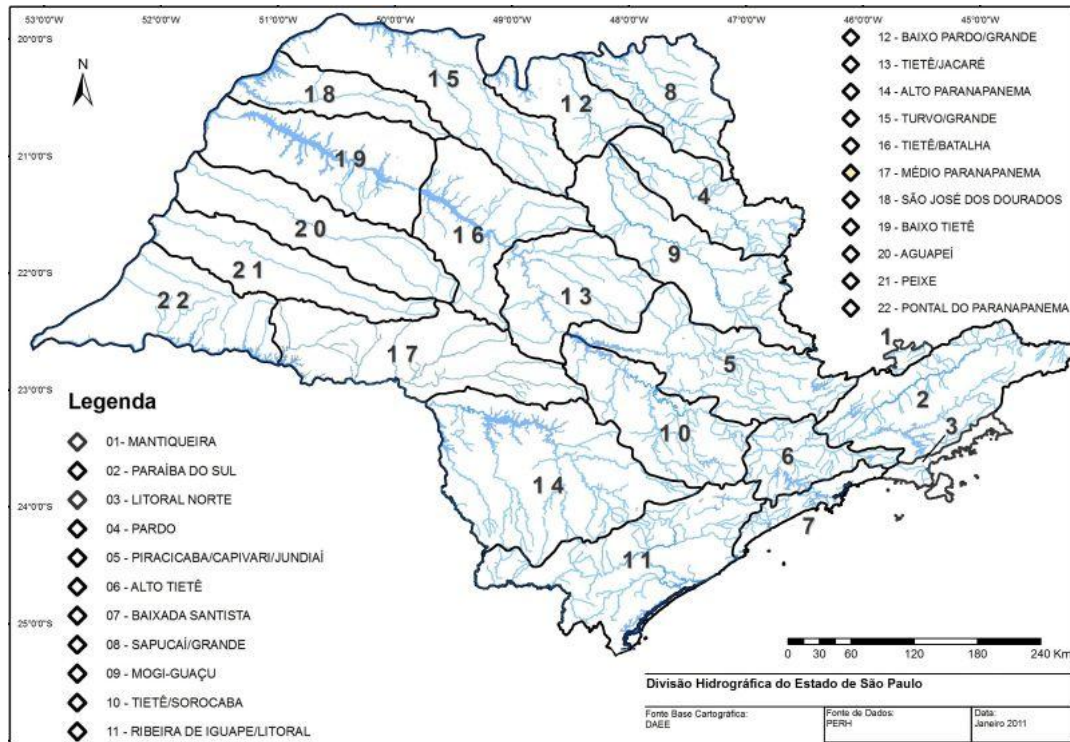 53°0'0"W
52°0'0"W
51°0'0"W
50°0'0"W
49°0'0"W
48°0'0"W
47°0'0"W
46°0'0"W
45°0'0"W
20°0'0"S
21°0'0"S
22°0'0"S
23°0'0"S
24°0'0"S
25°0'0"S
N
15
18
12
8
19
4
16
20
9
21
13
22
17
5
1
2
3
10
6
14
7
11
12 - BAIXO PARDO/GRANDE
13 - TIETÊ/JACARÉ
14 - ALTO PARANAPANEMA
15 - TURVO/GRANDE
16 - TIETÊ/BATALHA
17 - MÉDIO PARANAPANEMA
18 - SÃO JOSÉ DOS DOURADOS
19 - BAIXO TIETÊ
20 - AGUAPEÍ
21 - PEIXE
22 - PONTAL DO PARANAPANEMA
Legenda
01- MANTIQUEIRA
02 - PARAÍBA DO SUL
03 - LITORAL NORTE
04 - PARDO
05 - PIRACICABA/CAPIVARI/JUNDIAÍ
06 - ALTO TIETÊ
07 - BAIXADA SANTISTA
08 - SAPUCAÍ/GRANDE
09 - MOGI-GUAÇU
10 - TIETÊ/SOROCABA
11 - RIBEIRA DE IGUAPE/LITORAL
0 30 60 120 180 240 Km
Divisão Hidrográfica do Estado de São Paulo
Fonte Base Cartográfica:
DAEE
Fonte de Dados:
PERH
Data:
Janeiro 2011